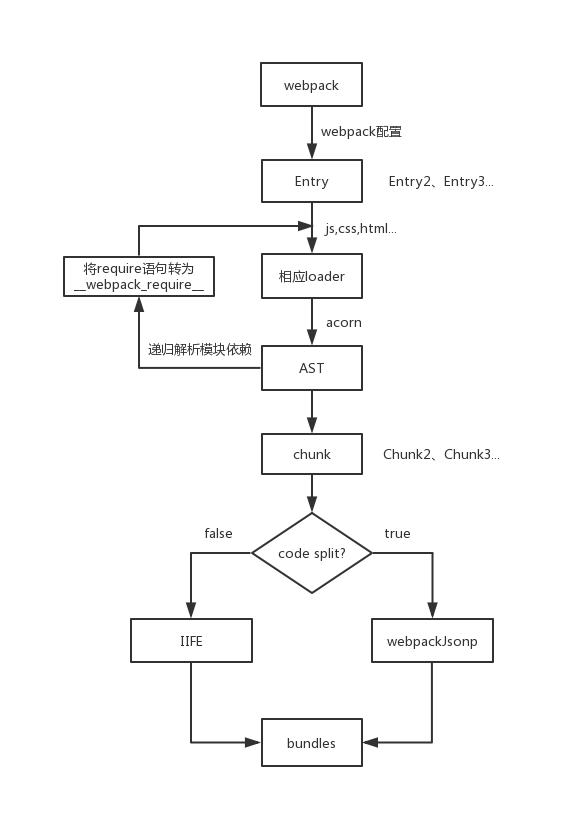 webpack
webpack配置
Entry
Entry2、Entry3...
js,css,html...
将require语句转为
__webpack_require__
相应loader
acorn
递归解析模块依赖
AST
chunk
Chunk2、Chunk3...
false
true
code split?
IIFE
webpackJsonp
bundles